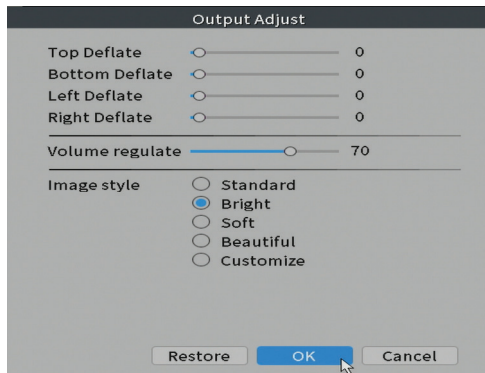 Output Adjust
Top Deflate 0
Bottom Deflate 0
Left Deflate 0
Right Deflate 0
Volume regulate 70
Image style Standard
Bright
Soft
Beautiful
Customize
Restore OK Cancel